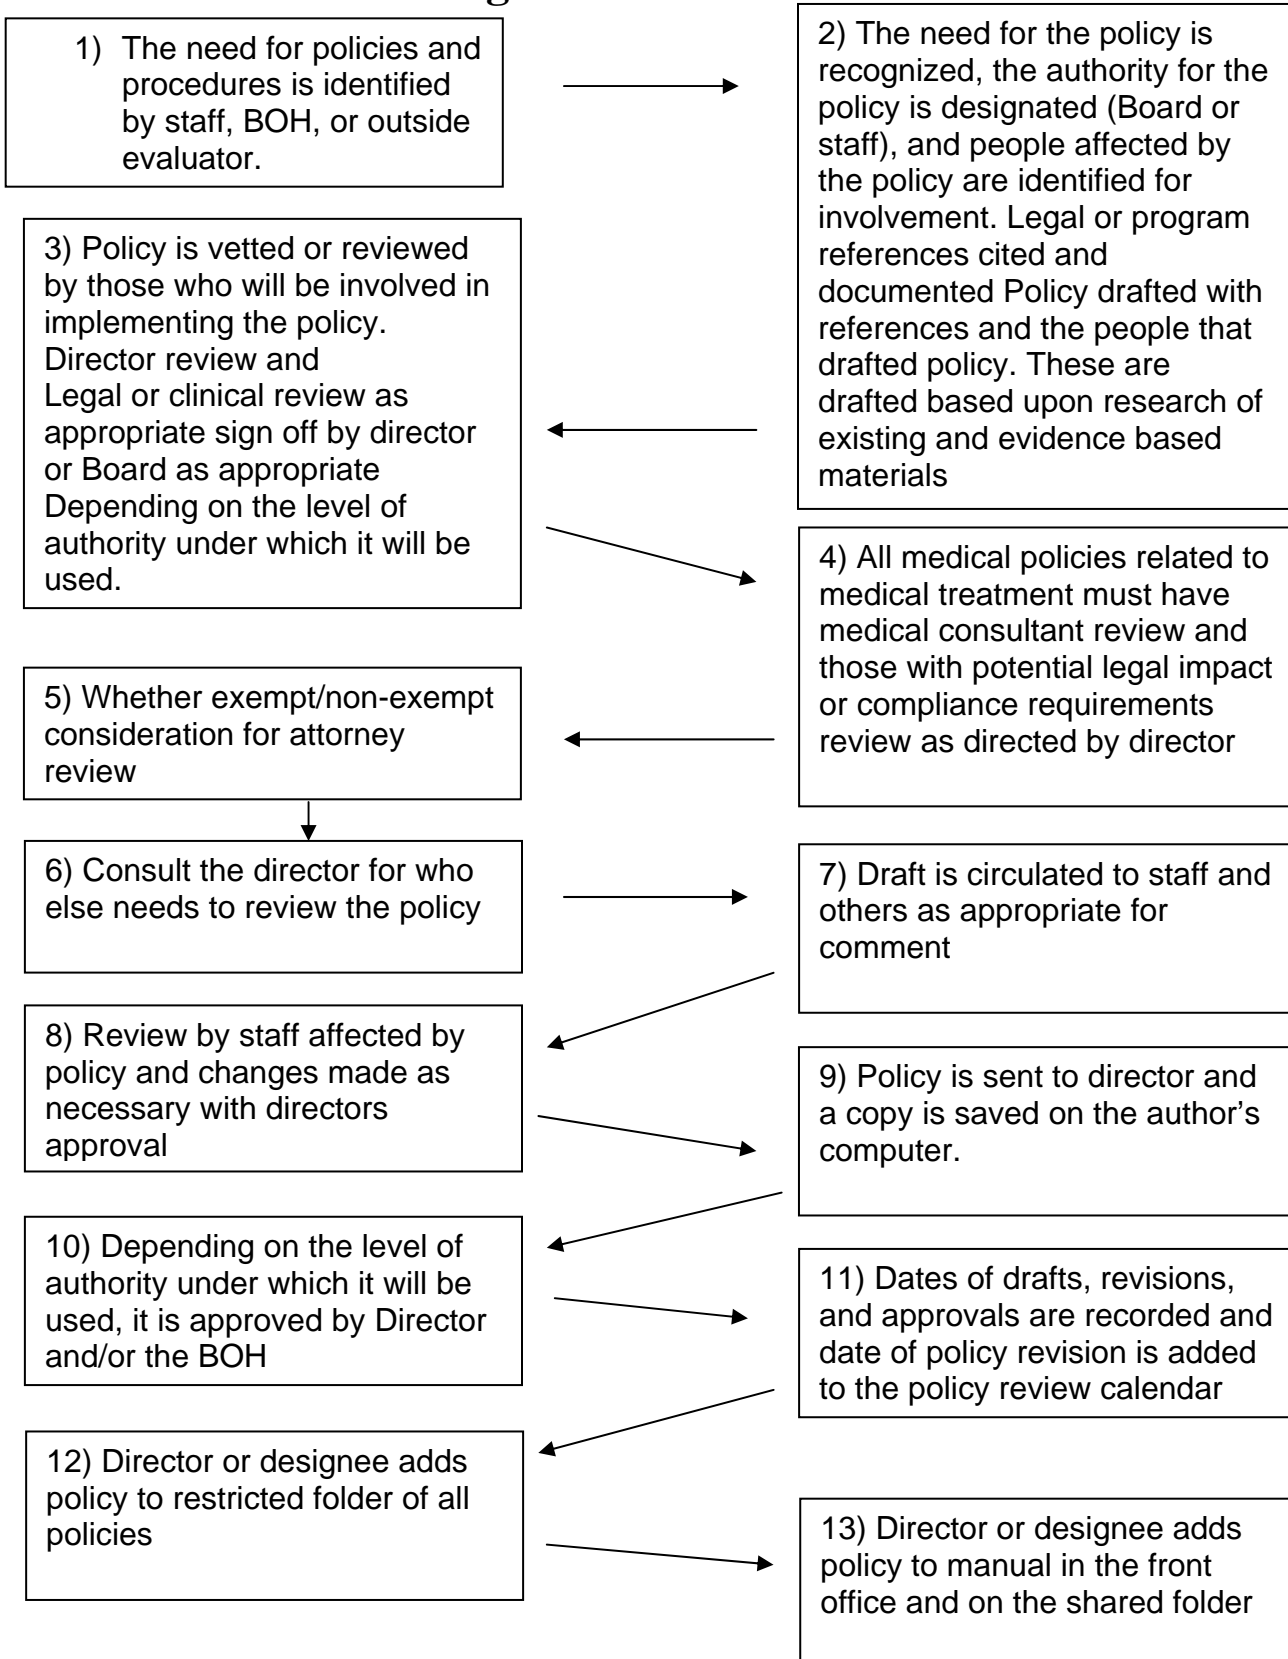 1) The need for policies and
procedures is identified
by staff, BOH, or outside
evaluator.
2) The need for the policy is
recognized, the authority for the
policy is designated (Board or
staff), and people affected by
the policy are identified for
involvement. Legal or program
references cited and
documented Policy drafted with
references and the people that
drafted policy. These are
drafted based upon research of
existing and evidence based
materials
3) Policy is vetted or reviewed
by those who will be involved in
implementing the policy.
Director review and
Legal or clinical review as
appropriate sign off by director
or Board as appropriate
Depending on the level of
authority under which it will be
used.
4) All medical policies related to
medical treatment must have
medical consultant review and
those with potential legal impact
or compliance requirements
review as directed by director
5) Whether exempt/non-exempt
consideration for attorney
review
6) Consult the director for who
else needs to review the policy
7) Draft is circulated to staff and
others as appropriate for
comment
8) Review by staff affected by
policy and changes made as
necessary with directors
approval
9) Policy is sent to director and
a copy is saved on the author's
computer.
10) Depending on the level of
authority under which it will be
used, it is approved by Director
and/or the BOH
11) Dates of drafts, revisions,
and approvals are recorded and
date of policy revision is added
to the policy review calendar
12) Director or designee adds
policy to restricted folder of all
policies
13) Director or designee adds
policy to manual in the front
office and on the shared folder